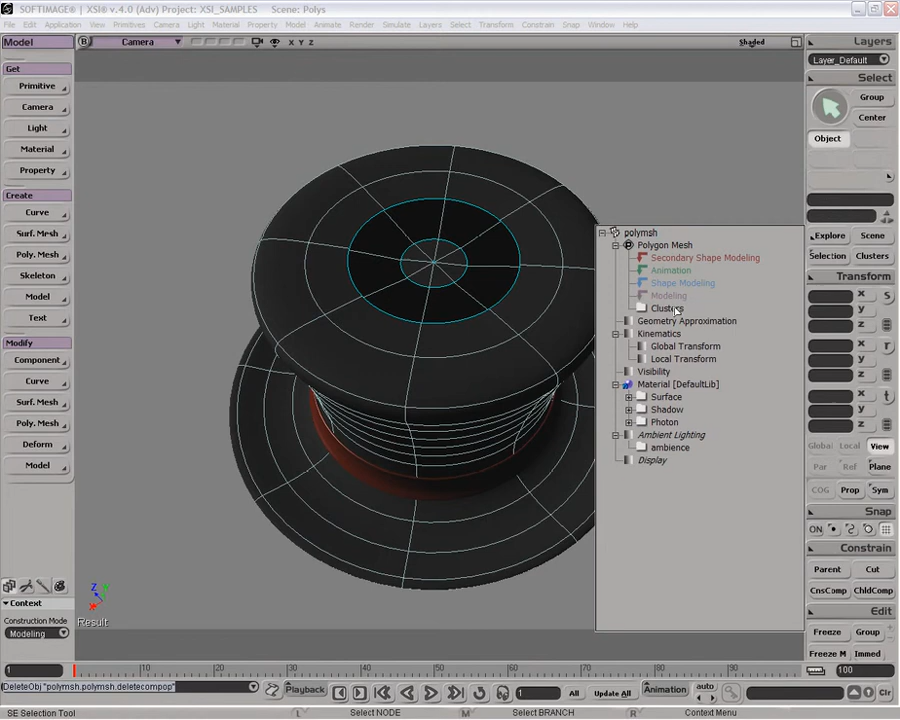 SOFTIMAGE® | XSI® v.4.0 (Adv) Project: XSI_SAMPLES Scene: Polys
File Edit Application View Primitives Camera Light Material Property Model Render Simulate Layers Select Transform Constrain Snap Window Help
Model
B Camera
X Y Z
Shaded
Layers
Layer_Default
Select
Group
Center
Object
Explore
Scene
Selection
Clusters
Transform
x S
y
z
x r
y
z
x t
y
z
Global Local View
Par Ref Plane
COG Prop Sym
Snap
ON
Constrain
Parent Cut
CnsComp ChldComp
Edit
Freeze Group
Freeze M Immed
Get
Primitive
Camera
Light
Material
Property
Create
Curve
Surf. Mesh
Poly. Mesh
Skeleton
Model
Text
Modify
Component
Curve
Surf. Mesh
Poly. Mesh
Deform
Model
Context
Construction Mode
Modeling
polymsh
Polygon Mesh
Secondary Shape Modeling
Animation
Shape Modeling
Modeling
Clusters
Geometry Approximation
Kinematics
Global Transform
Local Transform
Visibility
Material [DefaultLib]
Surface
Shadow
Photon
Ambient Lighting
ambience
Display
Z
X
Result
1
10 20 30 40 50 60 70 80 90
100
DeleteObj "polymsh.polymsh.deletecompop"
Playback
1
All
Update All
Animation
auto
Clr
SE Selection Tool
L Select NODE
M Select BRANCH
R Context Menu